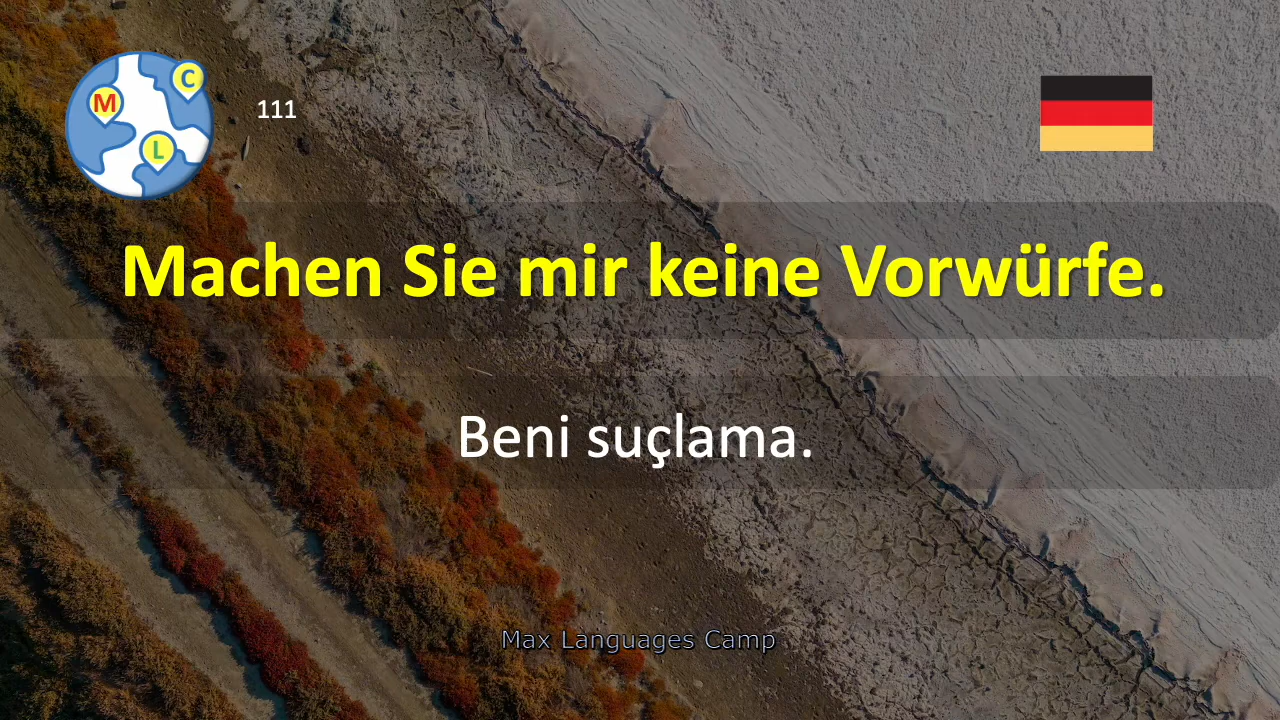 M
C
L
111
Machen Sie mir keine Vorwürfe.
Beni suçlama.
Max Languages Camp